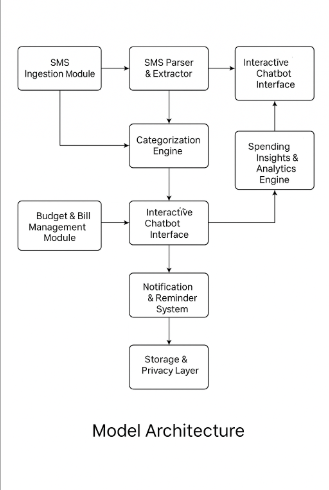 SMS
Ingestion Module
SMS Parser
& Extractor
Interactive
Chatbot
Interface
Categorization
Engine
Spending
Insights &
Analytics
Engine
Budget & Bill
Management
Module
Interactive
Chatbot
Interface
Notification
& Reminder
System
Storage &
Privacy Layer
Model Architecture